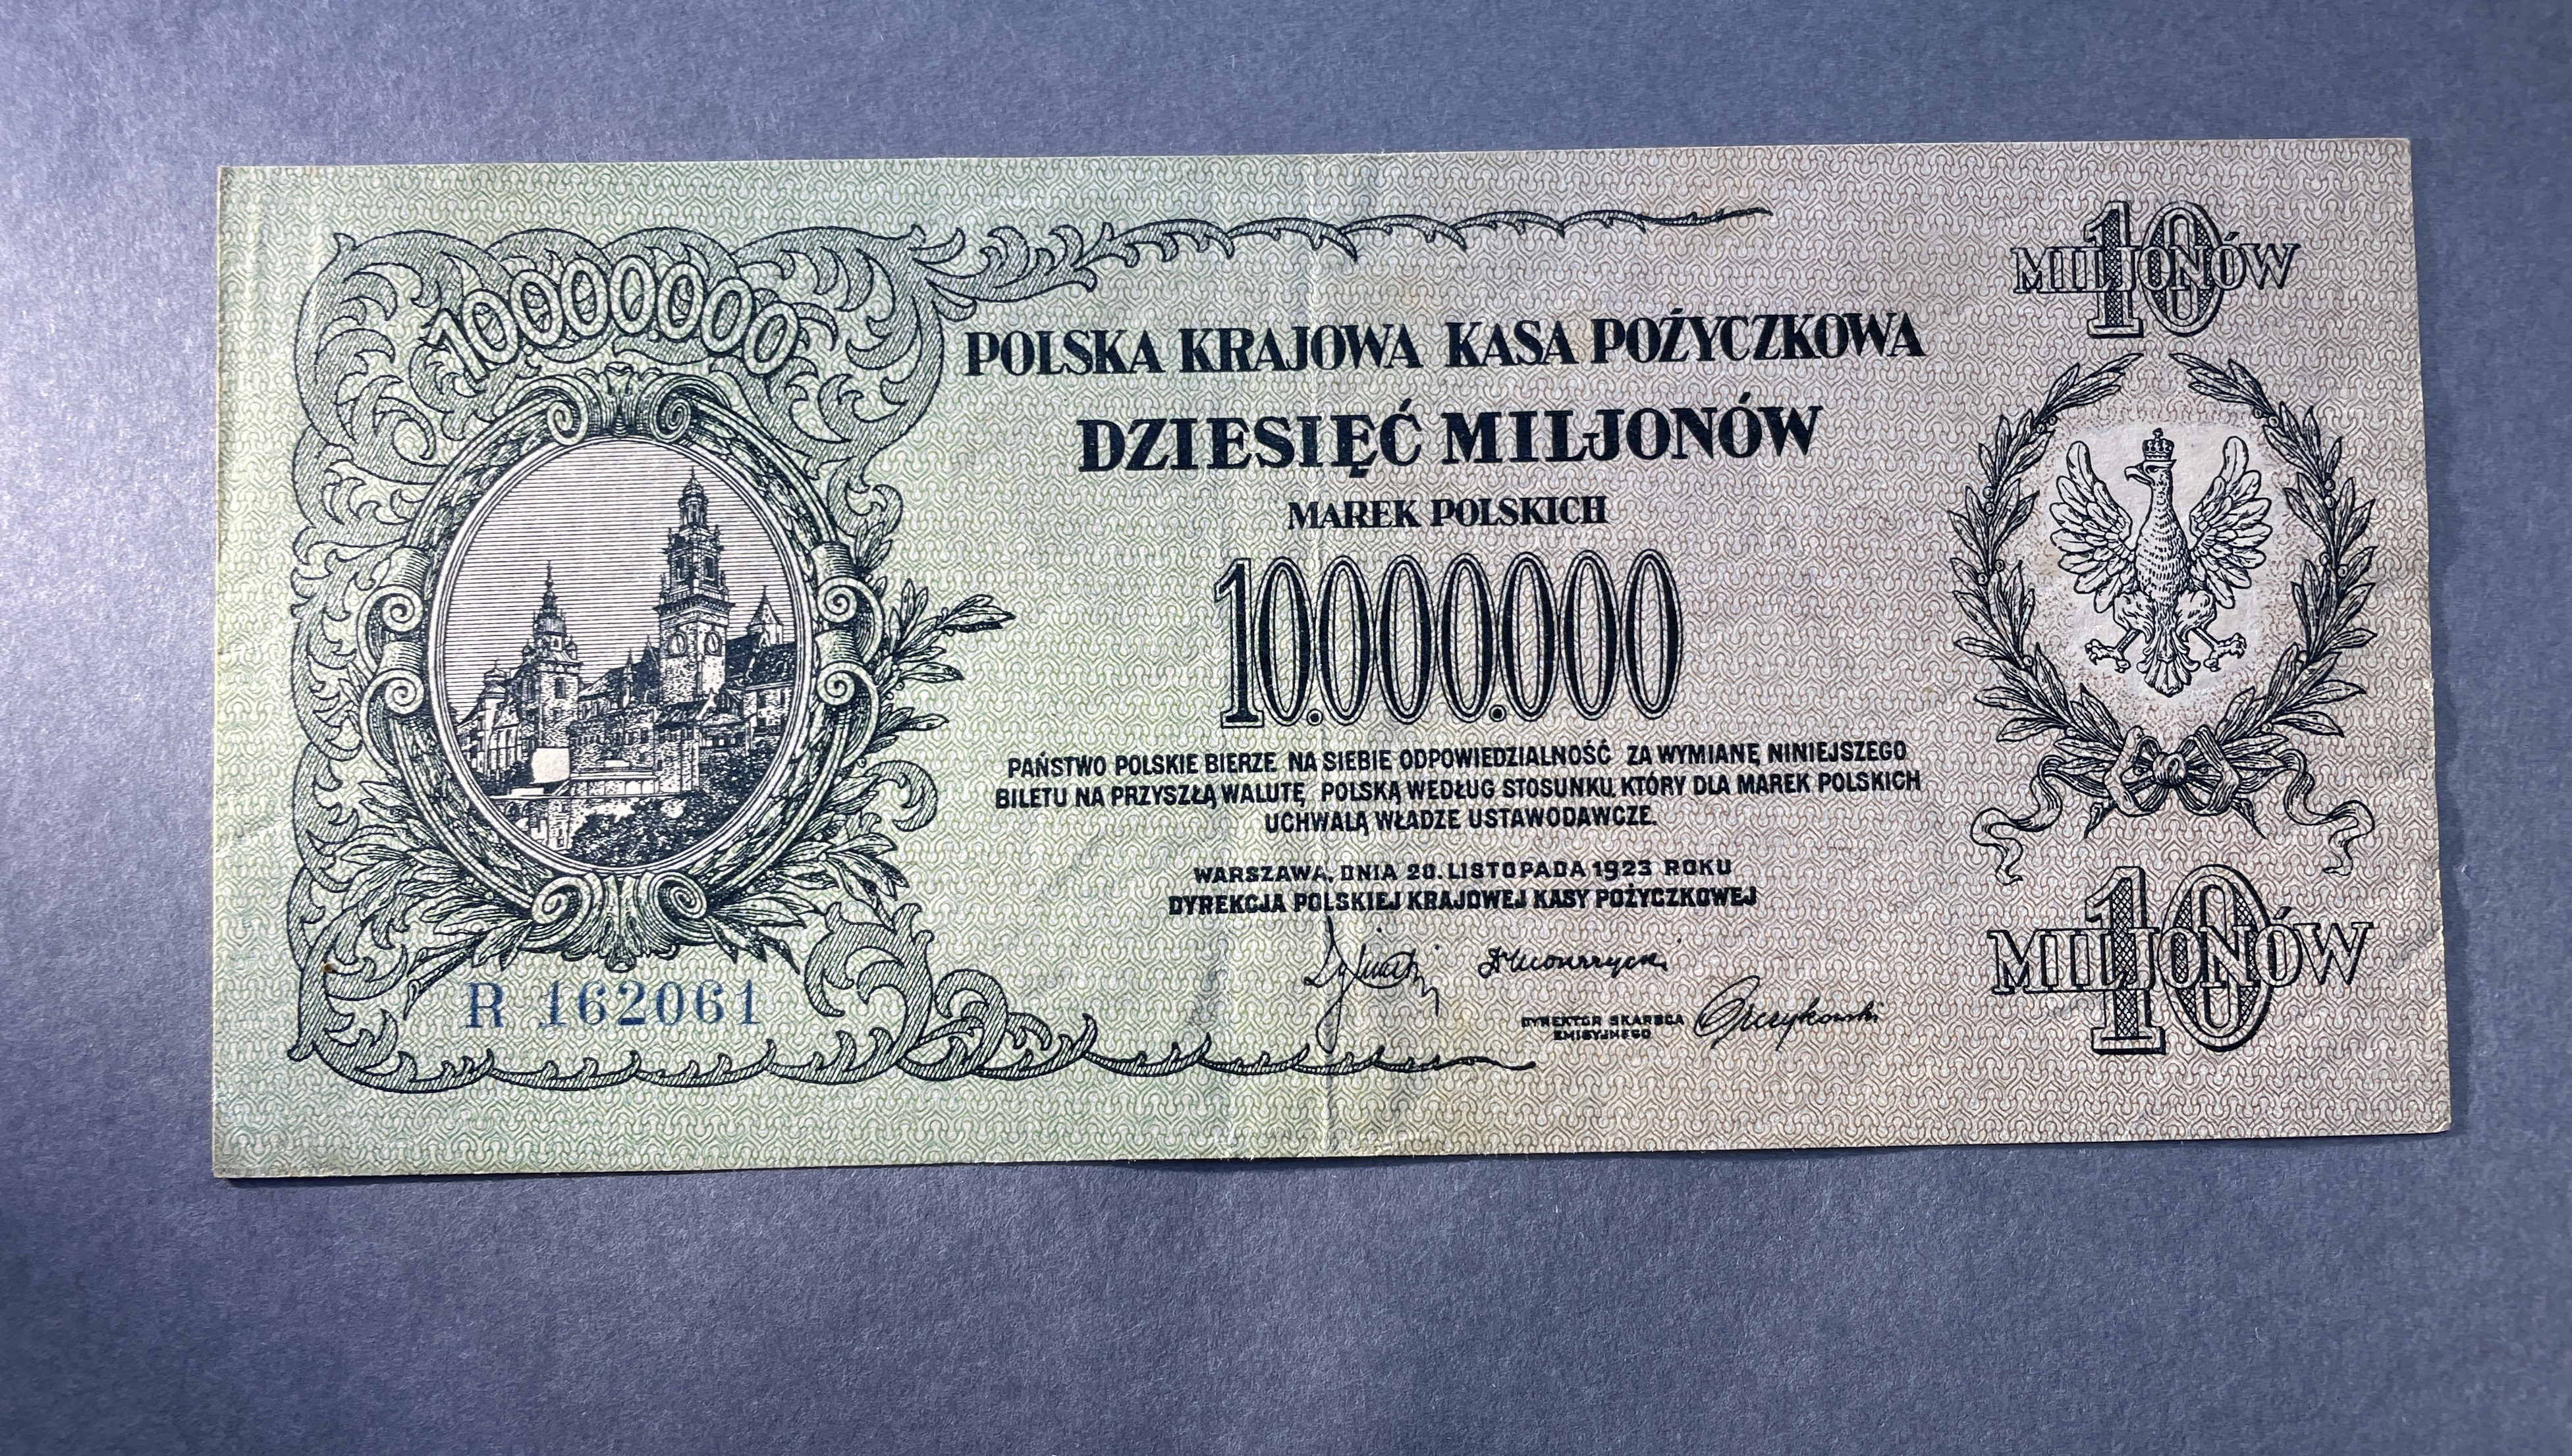 10000000
10
MILJONÓW
POLSKA KRAJOWA KASA POŻYCZKOWA
DZIESIĘĆ MILJONÓW
MAREK POLSKICH
10.000.000
PAŃSTWO POLSKIE BIERZE NA SIEBIE ODPOWIEDZIALNOŚĆ ZA WYMIANĘ NINIEJSZEGO
BILETU NA PRZYSZŁĄ WALUTĘ POLSKĄ WEDŁUG STOSUNKU, KTÓRY DLA MAREK POLSKICH
UCHWALĄ WŁADZE USTAWODAWCZE.
WARSZAWA, DNIA 20. LISTOPADA 1923 ROKU
DYREKCJA POLSKIEJ KRAJOWEJ KASY POŻYCZKOWEJ
DYREKTOR SKARBCA
EMISYJNEGO
R 162061
10
MILJONÓW